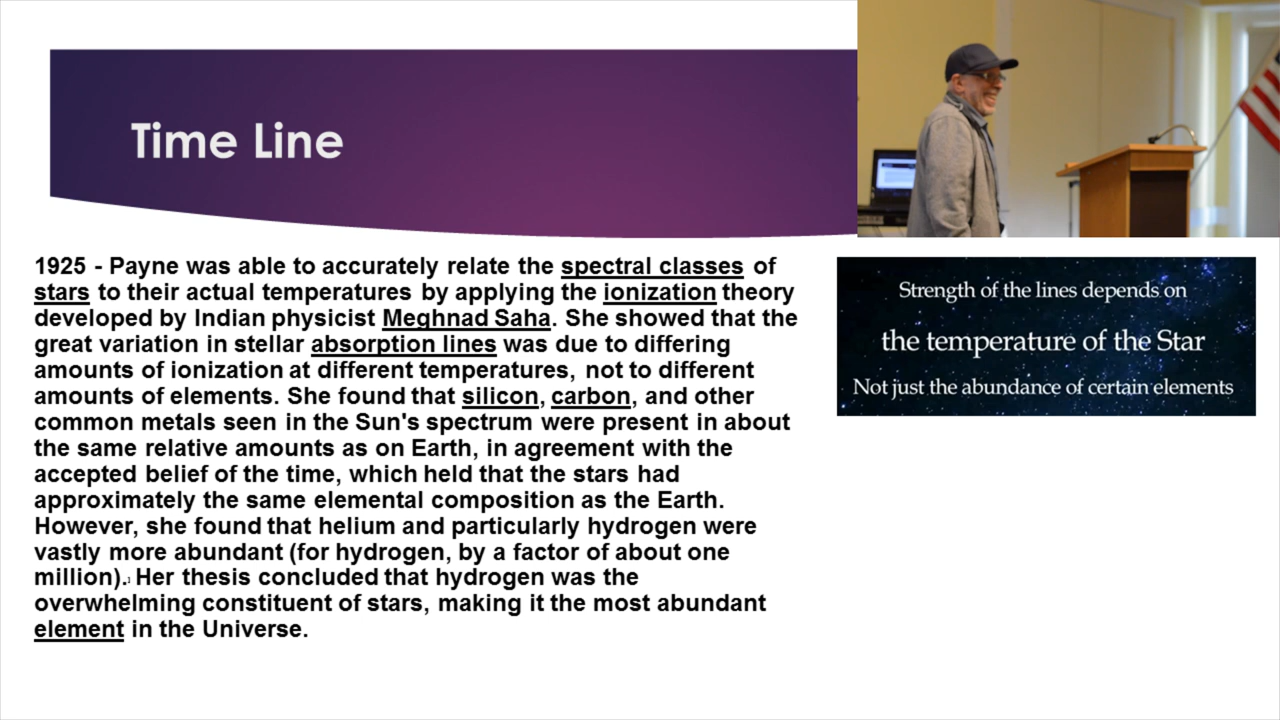 Time Line
1925 - Payne was able to accurately relate the spectral classes of
stars to their actual temperatures by applying the ionization theory
developed by Indian physicist Meghnad Saha. She showed that the
great variation in stellar absorption lines was due to differing
amounts of ionization at different temperatures, not to different
amounts of elements. She found that silicon, carbon, and other
common metals seen in the Sun's spectrum were present in about
the same relative amounts as on Earth, in agreement with the
accepted belief of the time, which held that the stars had
approximately the same elemental composition as the Earth.
However, she found that helium and particularly hydrogen were
vastly more abundant (for hydrogen, by a factor of about one
million). Her thesis concluded that hydrogen was the
overwhelming constituent of stars, making it the most abundant
element in the Universe.
Strength of the lines depends on
the temperature of the Star
Not just the abundance of certain elements